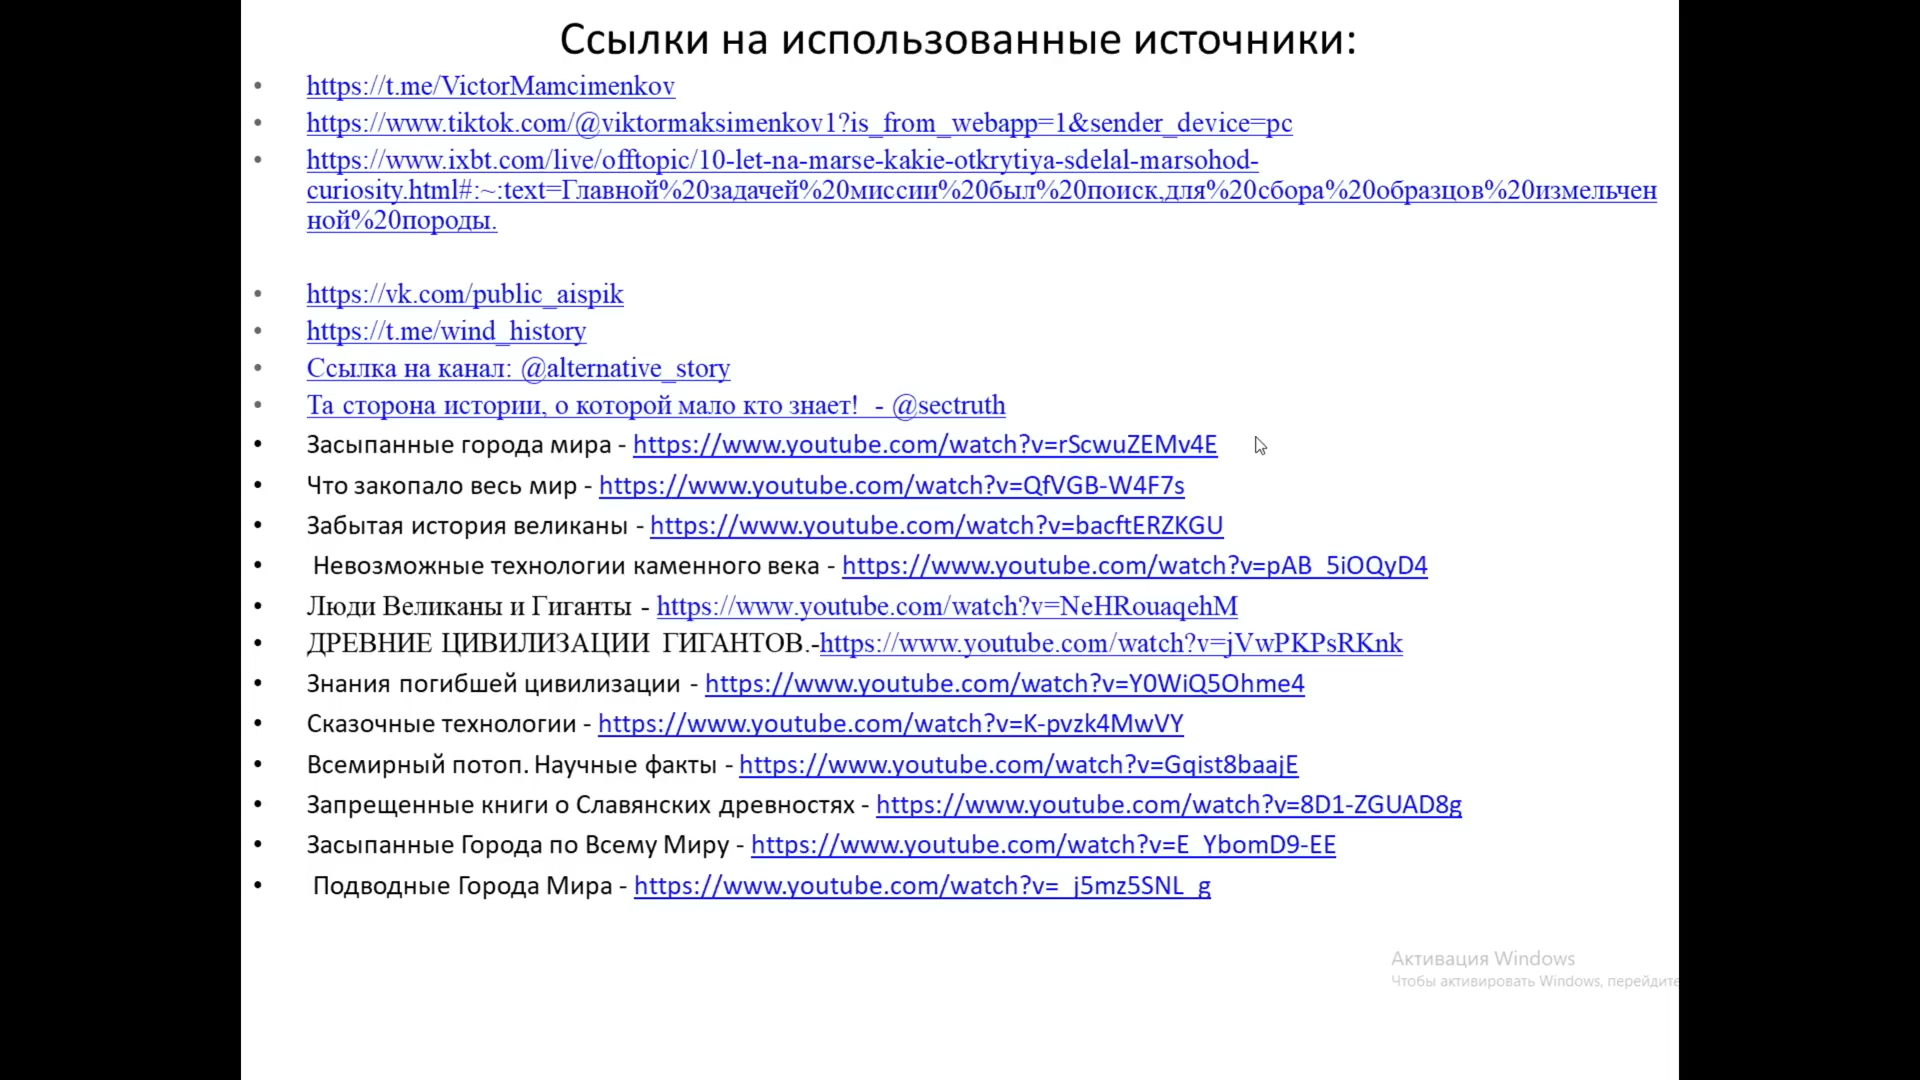 Ссылки на использованные источники:
• https://t.me/VictorMamcimenkov
• https://www.tiktok.com/@viktormaksimenkov1?is_from_webapp=1&sender_device=pc
• https://www.ixbt.com/live/offtopic/10-let-na-marse-kakie-otkrytiya-sdelal-marsohod-
curiosity.html#:~:text=Главной%20задачей%20миссии%20был%20поиск,для%20сбора%20образцов%20измельчен
ной%20породы.
• https://vk.com/public_aispik
• https://t.me/wind_history
• Ссылка на канал: @alternative_story
• Та сторона истории, о которой мало кто знает! - @sectruth
• Засыпанные города мира - https://www.youtube.com/watch?v=rScwuZEMv4E
• Что закопало весь мир - https://www.youtube.com/watch?v=QfVGB-W4F7s
• Забытая история великаны - https://www.youtube.com/watch?v=bacftERZKGU
• Невозможные технологии каменного века - https://www.youtube.com/watch?v=pAB_5iOQyD4
• Люди Великаны и Гиганты - https://www.youtube.com/watch?v=NeHRouaqehM
• ДРЕВНИЕ ЦИВИЛИЗАЦИИ ГИГАНТОВ.-https://www.youtube.com/watch?v=jVwPKPsRKnk
• Знания погибшей цивилизации - https://www.youtube.com/watch?v=Y0WiQ5Ohme4
• Сказочные технологии - https://www.youtube.com/watch?v=K-pvzk4MwVY
• Всемирный потоп. Научные факты - https://www.youtube.com/watch?v=Gqist8baajE
• Запрещенные книги о Славянских древностях - https://www.youtube.com/watch?v=8D1-ZGUAD8g
• Засыпанные Города по Всему Миру - https://www.youtube.com/watch?v=E_YbomD9-EE
• Подводные Города Мира - https://www.youtube.com/watch?v=_j5mz5SNL_g
Активация Windows
Чтобы активировать Windows, перейдите